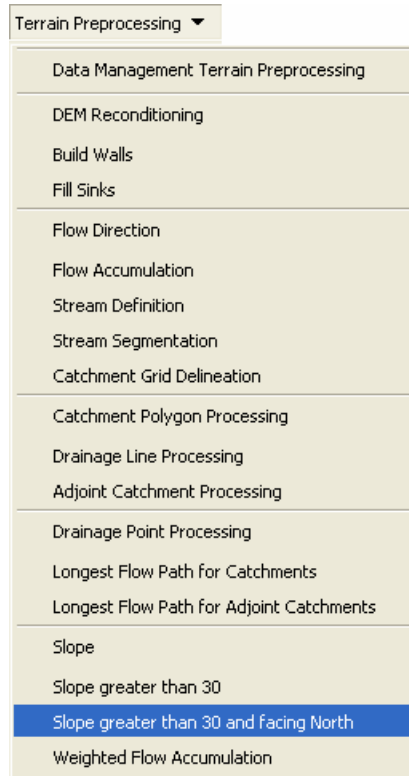 Terrain Preprocessing
Data Management Terrain Preprocessing
DEM Reconditioning
Build Walls
Fill Sinks
Flow Direction
Flow Accumulation
Stream Definition
Stream Segmentation
Catchment Grid Delineation
Catchment Polygon Processing
Drainage Line Processing
Adjoint Catchment Processing
Drainage Point Processing
Longest Flow Path for Catchments
Longest Flow Path for Adjoint Catchments
Slope
Slope greater than 30
Slope greater than 30 and facing North
Weighted Flow Accumulation